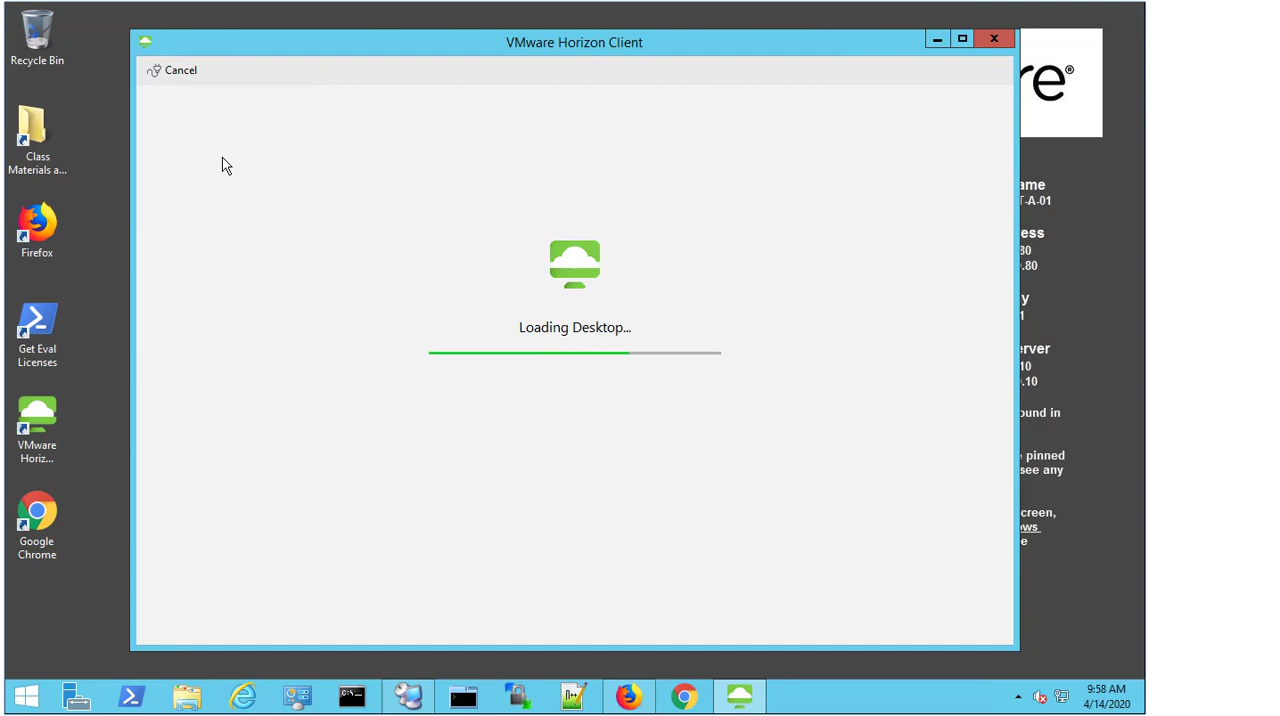 Recycle Bin
Class
Materials a...
Firefox
Get Eval
Licenses
VMware
Horiz...
Google
Chrome
VMware Horizon Client
Cancel
Loading Desktop...
re®
ame
T-A-01
ess
80
.80
y
1
erver
10
.10
ound in
pinned
see any
creen,
ows
e
C:\_
9:58 AM
4/14/2020